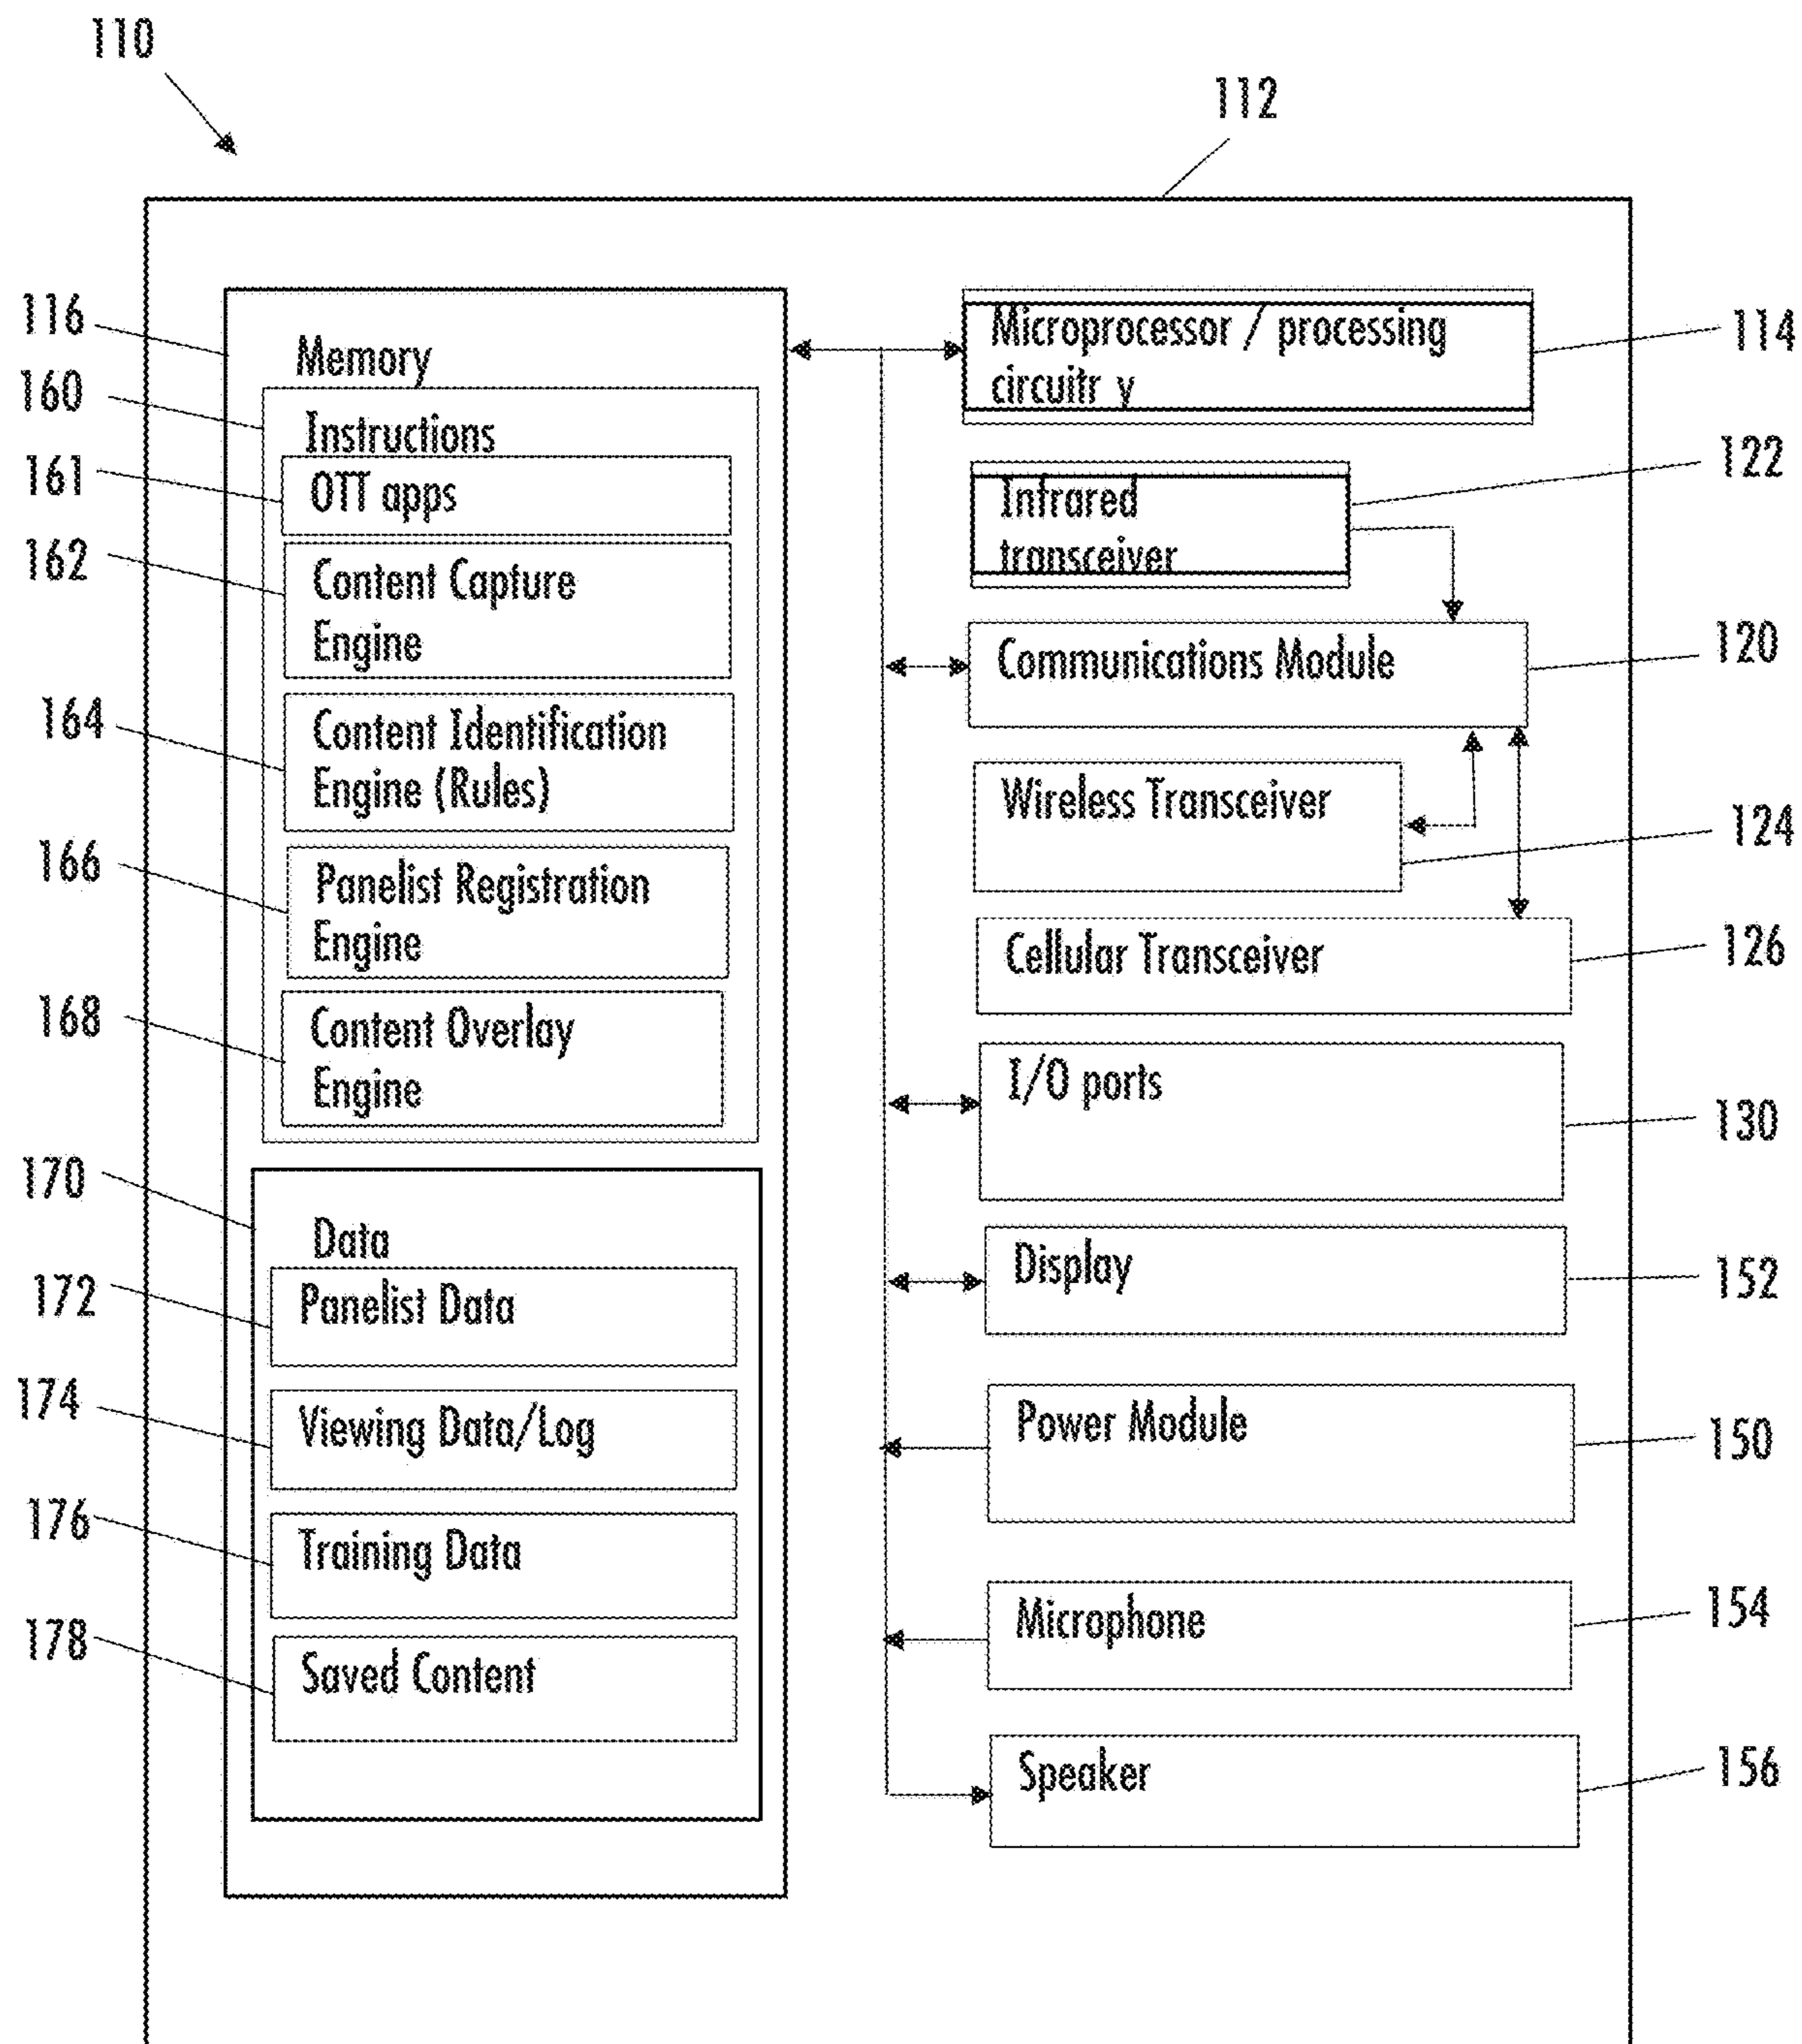 110
112
116
Memory
160
Instructions
161
OTT apps
162
Content Capture
Engine
164
Content Identification
Engine (Rules)
166
Panelist Registration
Engine
168
Content Overlay
Engine
170
Data
172
Panelist Data
174
Viewing Data/Log
176
Training Data
178
Saved Content
Microprocessor / processing
circuitr y
114
Infrared
transceiver
122
Communications Module
120
Wireless Transceiver
124
Cellular Transceiver
126
I/O ports
130
Display
152
Power Module
150
Microphone
154
Speaker
156